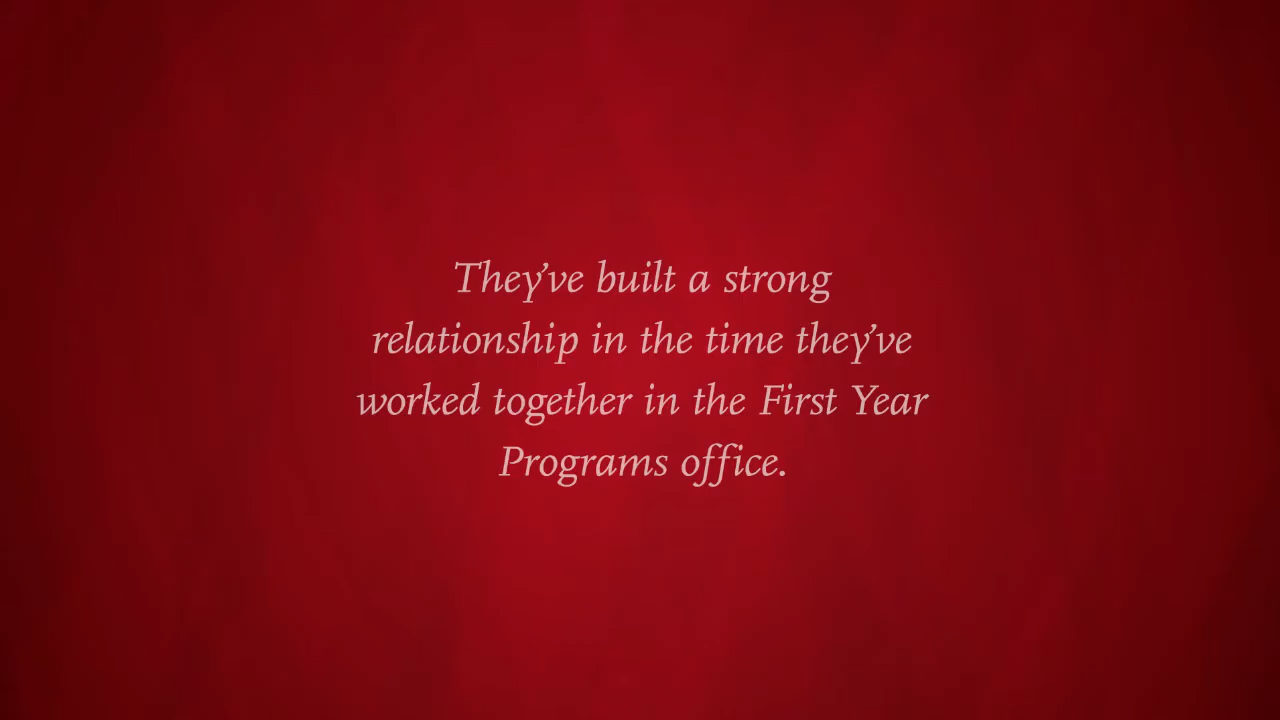 They’ve built a strong
relationship in the time they’ve
worked together in the First Year
Programs office.